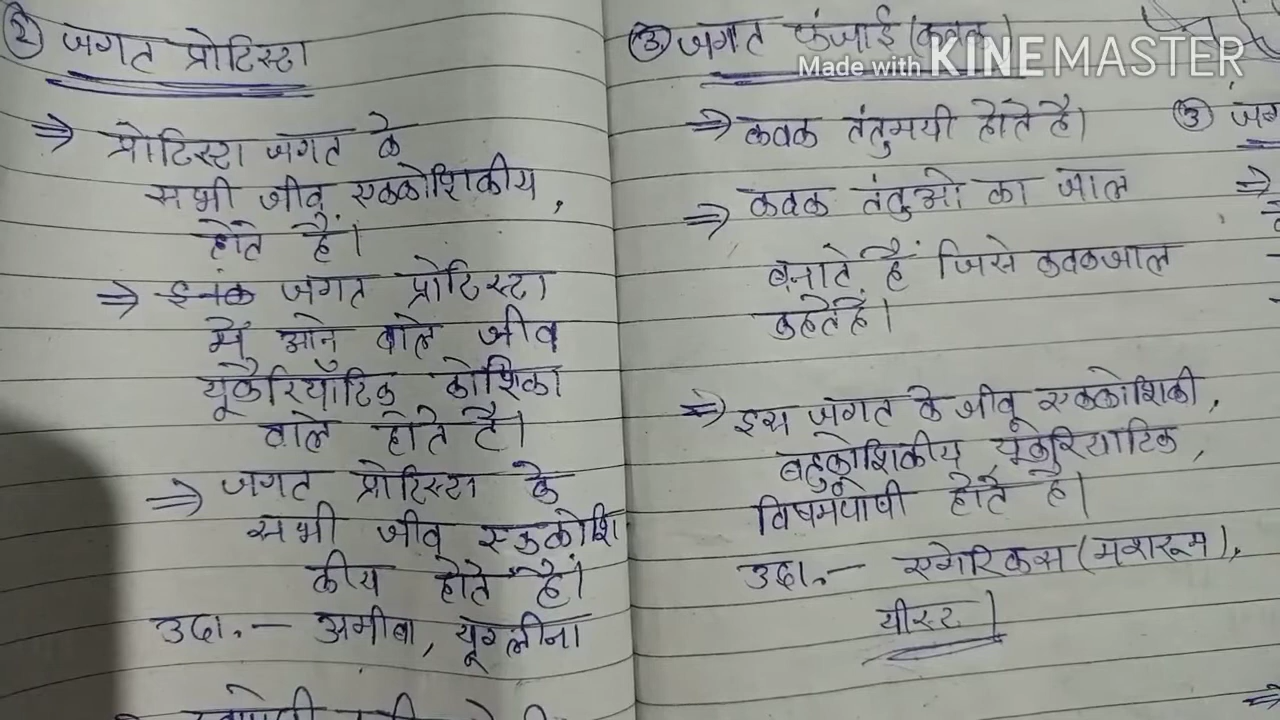 ② जगत प्रोटिस्टा
⇒ प्रोटिस्टा जगत के
सभी जीव एककोशिकीय,
होते हैं।
⇒ जगत प्रोटिस्टा
में आने वाले जीव
यूकैरियॉटिक कोशिका
वाले होते है।
⇒ जगत प्रोटिस्टा के
सभी जीव एककोशि
कीय होते हैं।
उदा.— अमीबा, यूग्लीना
③ जगत फंजाई (कवक)
Made with KINEMASTER
⇒ कवक तंतुमयी होते है।
⇒ कवक तंतुओ का जाल
बनाते हैं जिसे कवकजाल
कहतेहैं।
⇒ इस जगत के जीव एककोशिकी,
बहुकोशिकीय, यूकेरियाटिक,
विषमपोषी होते है।
उदा.— एगेरिकस (मशरूम),
यीस्ट।
③